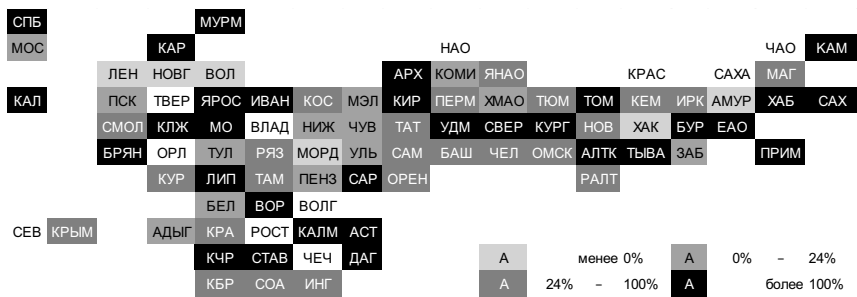 СПБ МУРМ
МОС КАР НАО ЧАО КАМ
ЛЕН НОВГ ВОЛ АРХ КОМИ ЯНАО КРАС САХА МАГ
КАЛ ПСК ТВЕР ЯРОС ИВАН КОС МЭЛ КИР ПЕРМ ХМАО ТЮМ ТОМ КЕМ ИРК АМУР ХАБ САХ
СМОЛ КЛЖ МО ВЛАД НИЖ ЧУВ ТАТ УДМ СВЕР КУРГ НОВ ХАК БУР ЕАО
БРЯН ОРЛ ТУЛ РЯЗ МОРД УЛЬ САМ БАШ ЧЕЛ ОМСК АЛТК ТЫВА ЗАБ ПРИМ
КУР ЛИП ТАМ ПЕНЗ САР ОРЕН РАЛТ
БЕЛ ВОР ВОЛГ
СЕВ КРЫМ АДЫГ КРА РОСТ КАЛМ АСТ
КЧР СТАВ ЧЕЧ ДАГ А менее 0% А 0% – 24%
КБР СОА ИНГ А 24% – 100% А более 100%